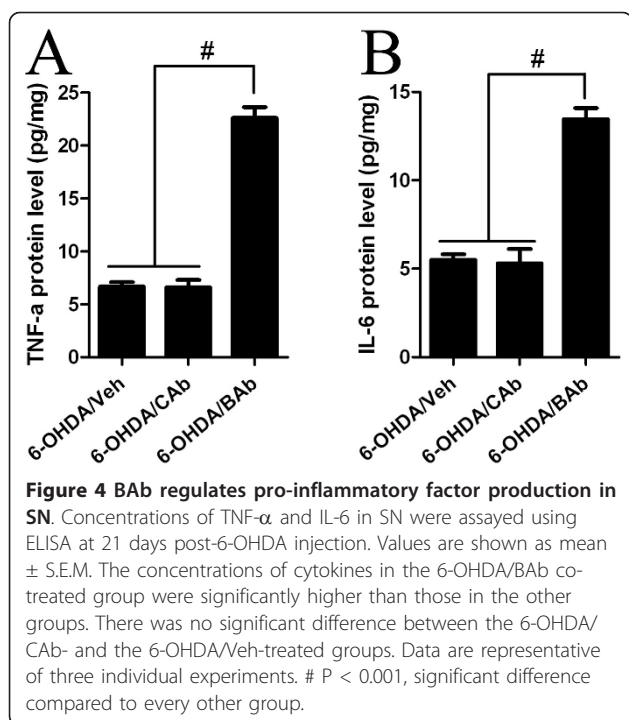 A
#
25
20
15
10
5
0
TNF-a protein level (pg/mg)
6-OHDA/Veh
6-OHDA/CAb
6-OHDA/BAb
B
#
15
10
5
0
IL-6 protein level (pg/mg)
6-OHDA/Veh
6-OHDA/CAb
6-OHDA/BAb
Figure 4 BAb regulates pro-inflammatory factor production in
SN. Concentrations of TNF-α and IL-6 in SN were assayed using
ELISA at 21 days post-6-OHDA injection. Values are shown as mean
± S.E.M. The concentrations of cytokines in the 6-OHDA/BAb co-
treated group were significantly higher than those in the other
groups. There was no significant difference between the 6-OHDA/
CAb- and the 6-OHDA/Veh-treated groups. Data are representative
of three individual experiments. # P < 0.001, significant difference
compared to every other group.